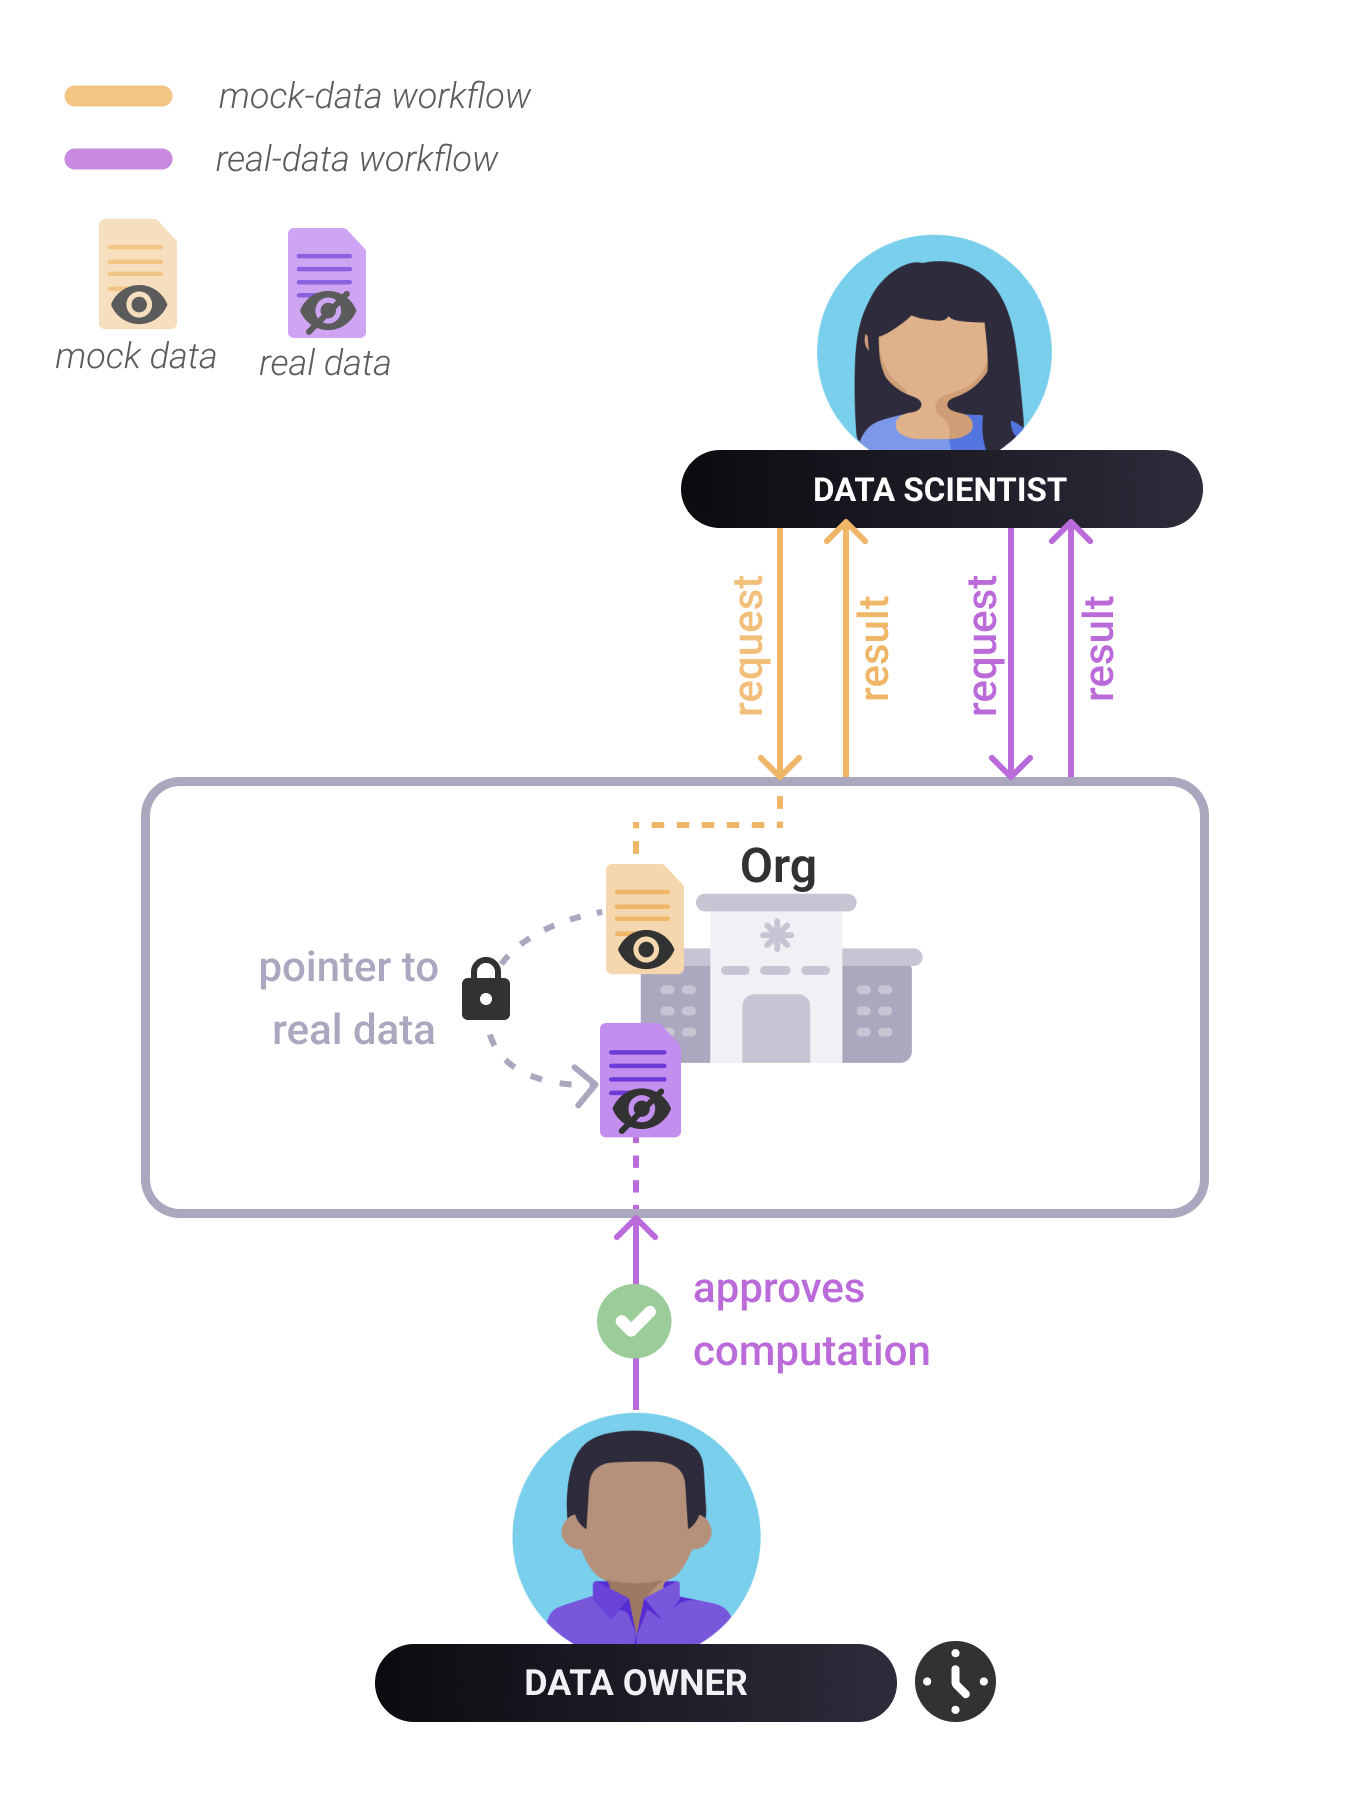 mock-data workflow
real-data workflow
mock data
real data
DATA SCIENTIST
request
result
request
result
Org
pointer to
real data
approves
computation
DATA OWNER